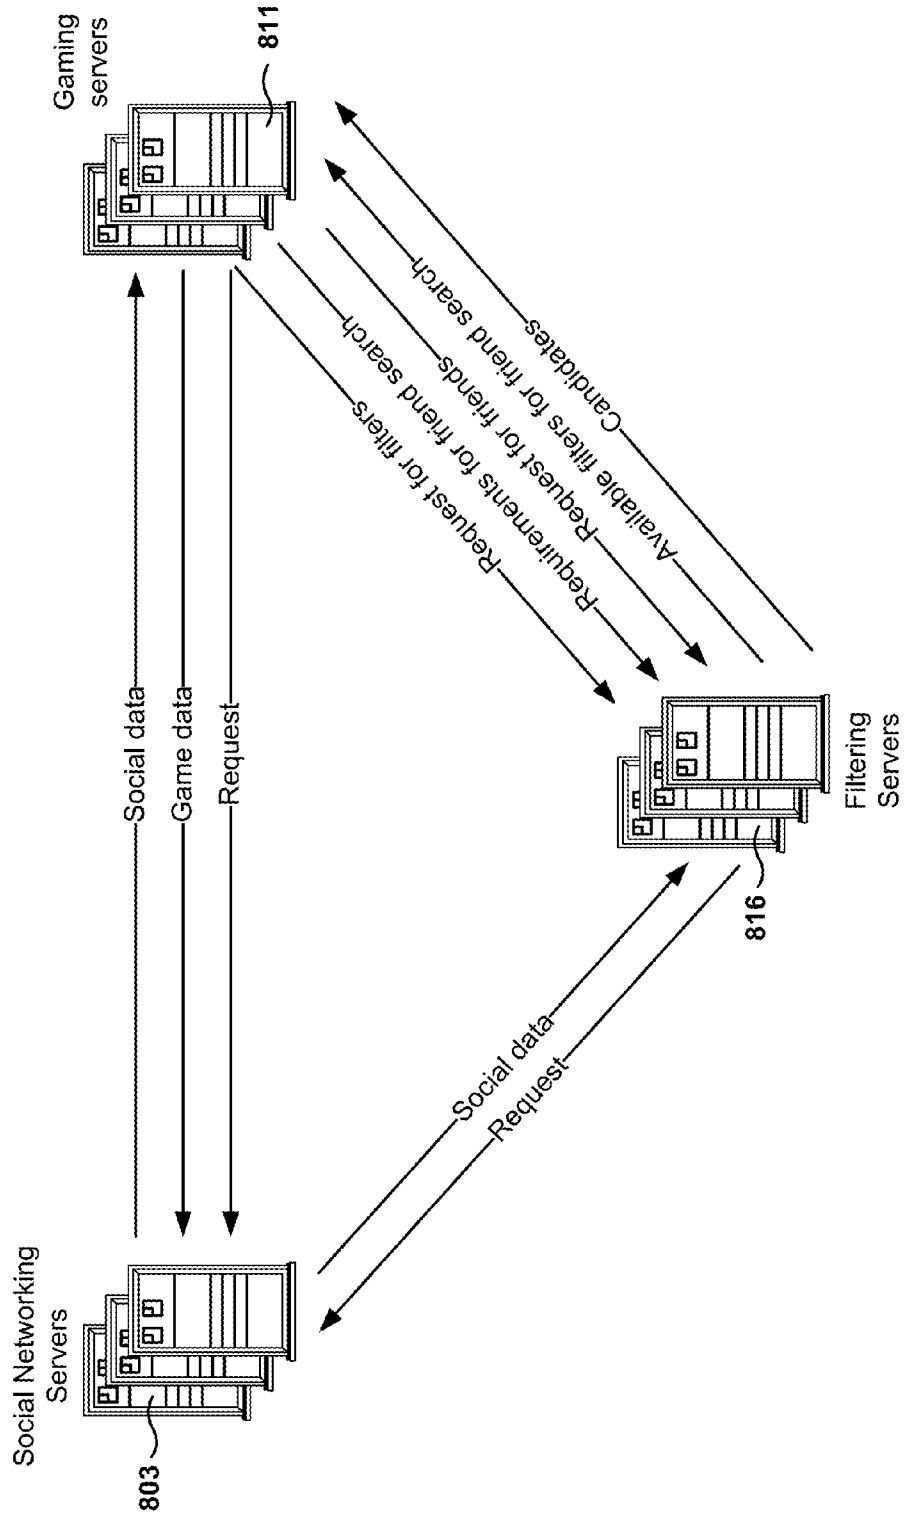 Social Networking
Servers
803
Gaming
servers
811
Social data
Game data
Request
Social data
Request
Request for filters
Requirements for friend search
Request for friends
Available filters for friend search
Candidates
816
Filtering
Servers